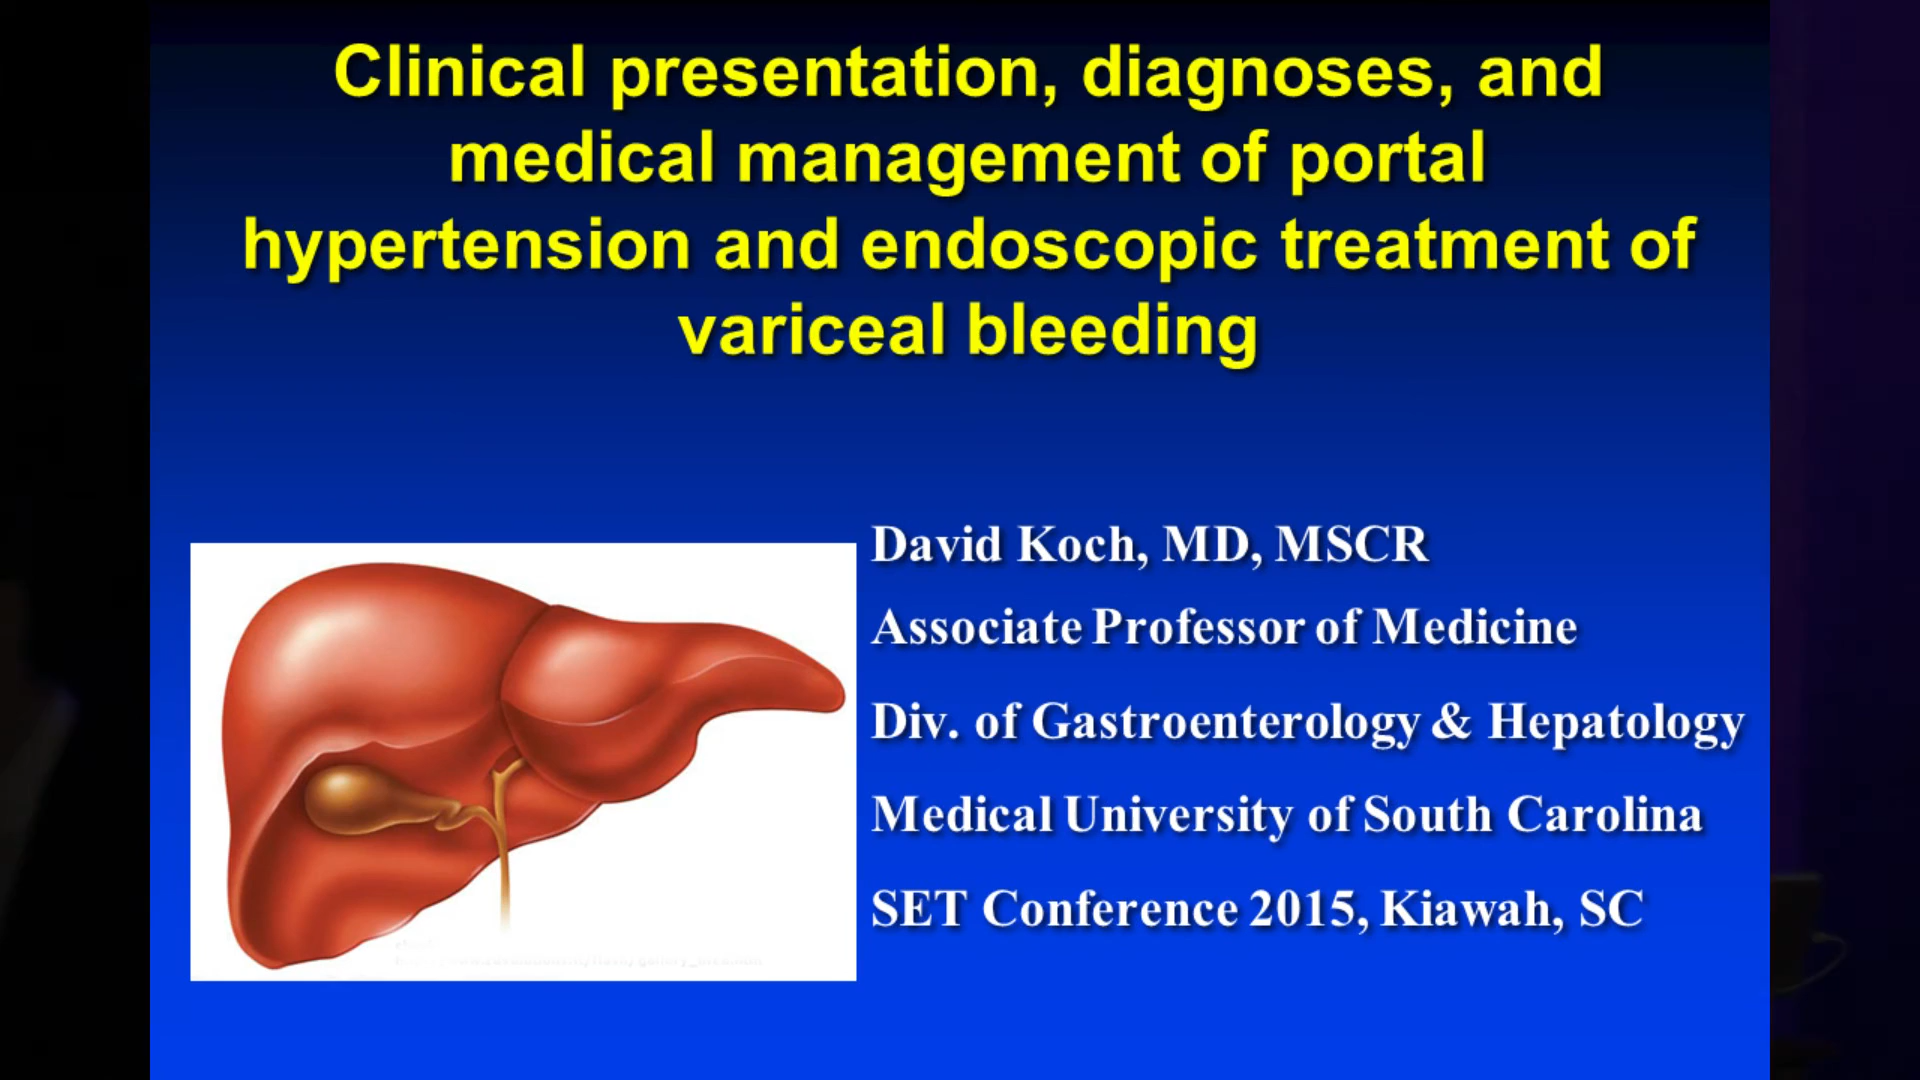 Clinical presentation, diagnoses, and
medical management of portal
hypertension and endoscopic treatment of
variceal bleeding
David Koch, MD, MSCR
Associate Professor of Medicine
Div. of Gastroenterology & Hepatology
Medical University of South Carolina
SET Conference 2015, Kiawah, SC